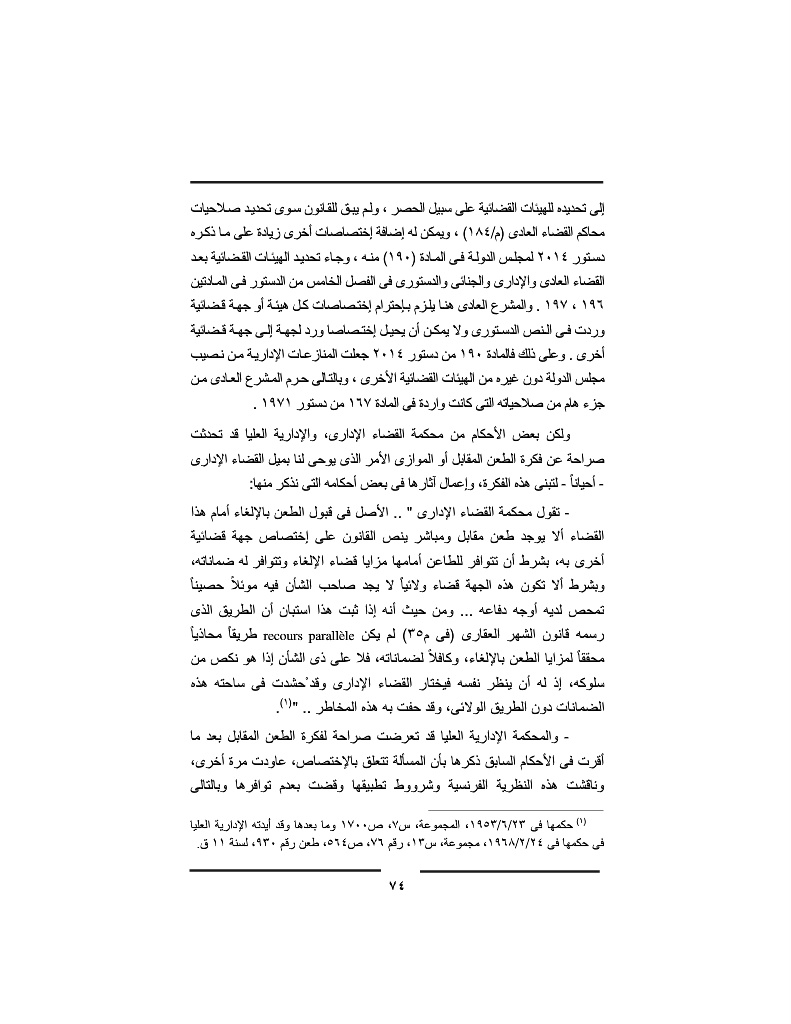 إلى تحديده للهيئات القضائية على سبيل الحصر ، ولم يبق للقانون سوى تحديد صلاحيات
محاكم القضاء العادى (م/١٨٤) ، ويمكن له إضافة إختصاصات أخرى زيادة على ما ذكره
دستور ٢٠١٤ لمجلس الدولة فى المادة (١٩٠) منه ، وجاء تحديد الهيئات القضائية بعد
القضاء العادى والإدارى والجنائى والدستورى فى الفصل الخامس من الدستور فى المادتين
١٩٦ ، ١٩٧ . والمشرع العادى هنا يلزم بإحترام إختصاصات كل هيئة أو جهة قضائية
وردت فى النص الدستورى ولا يمكن أن يحيل إختصاصا ورد لجهة إلى جهة قضائية
أخرى . وعلى ذلك فالمادة ١٩٠ من دستور ٢٠١٤ جعلت المنازعات الإدارية من نصيب
مجلس الدولة دون غيره من الهيئات القضائية الأخرى ، وبالتالى حرم المشرع العادى من
جزء هام من صلاحياته التى كانت واردة فى المادة ١٦٧ من دستور ١٩٧١ .
ولكن بعض الأحكام من محكمة القضاء الإدارى، والإدارية العليا قد تحدثت
صراحة عن فكرة الطعن المقابل أو الموازى الأمر الذى يوحى لنا بميل القضاء الإدارى
- أحياناً - لتبنى هذه الفكرة، وإعمال آثارها فى بعض أحكامه التى نذكر منها:
- تقول محكمة القضاء الإدارى " .. الأصل فى قبول الطعن بالإلغاء أمام هذا
القضاء ألا يوجد طعن مقابل ومباشر ينص القانون على إختصاص جهة قضائية
أخرى به، بشرط أن تتوافر للطاعن أمامها مزايا قضاء الإلغاء وتتوافر له ضماناته،
وبشرط ألا تكون هذه الجهة قضاء ولائياً لا يجد صاحب الشأن فيه موئلاً حصيناً
تمحص لديه أوجه دفاعه ... ومن حيث أنه إذا ثبت هذا استبان أن الطريق الذى
رسمه قانون الشهر العقارى (فى م٣٥) لم يكن recours parallèle طريقاً محاذياً
محققاً لمزايا الطعن بالإلغاء، وكافلاً لضماناته، فلا على ذى الشأن إذا هو نكص من
سلوكه، إذ له أن ينظر نفسه فيختار القضاء الإدارى وقد ُحشدت فى ساحته هذه
الضمانات دون الطريق الولائى، وقد حفت به هذه المخاطر .. "(١).
- والمحكمة الإدارية العليا قد تعرضت صراحة لفكرة الطعن المقابل بعد ما
أقرت فى الأحكام السابق ذكرها بأن المسألة تتعلق بالإختصاص، عاودت مرة أخرى،
وناقشت هذه النظرية الفرنسية وشرووط تطبيقها وقضت بعدم توافرها وبالتالى
(١) حكمها فى ١٩٥٣/٦/٢٣، المجموعة، س٧، ص١٧٠٠ وما بعدها وقد أيدته الإدارية العليا
فى حكمها فى ١٩٦٨/٢/٢٤، مجموعة، س١٣، رقم ٧٦، ص٥٦٤، طعن رقم ٩٣٠، لسنة ١١ ق.
٧٤